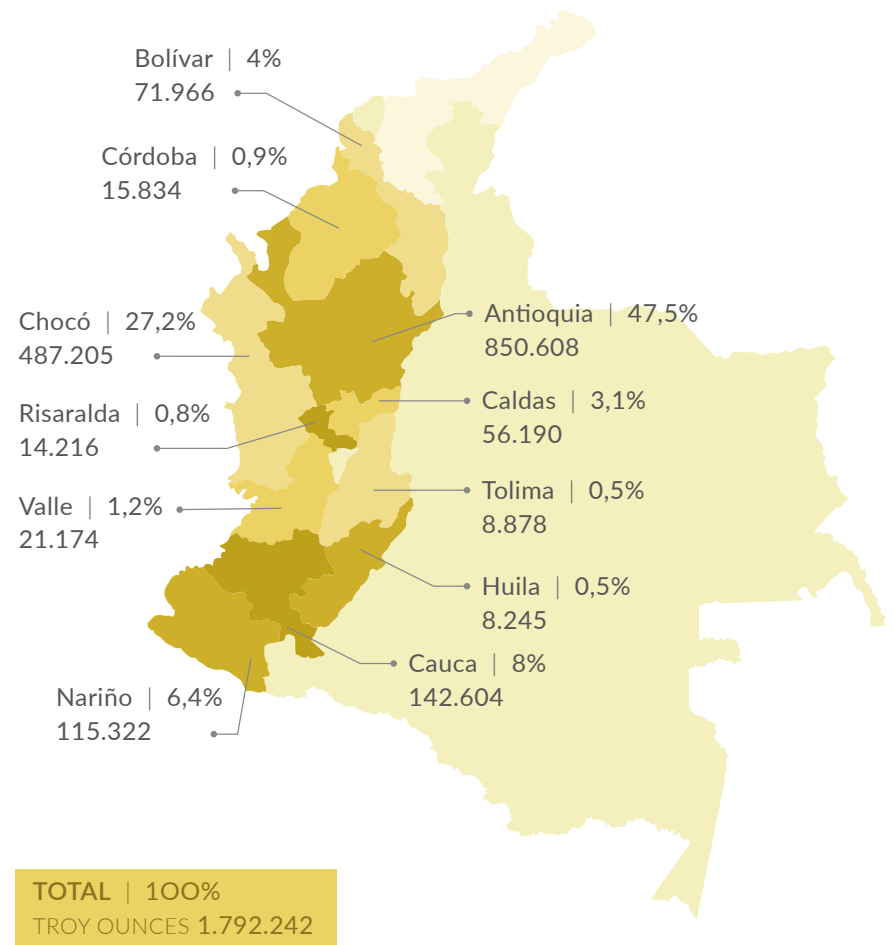 Bolívar | 4%
71.966
Córdoba | 0,9%
15.834
Chocó | 27,2%
487.205
Antioquia | 47,5%
850.608
Risaralda | 0,8%
14.216
Caldas | 3,1%
56.190
Valle | 1,2%
21.174
Tolima | 0,5%
8.878
Huila | 0,5%
8.245
Cauca | 8%
142.604
Nariño | 6,4%
115.322
TOTAL | 100%
TROY OUNCES 1.792.242